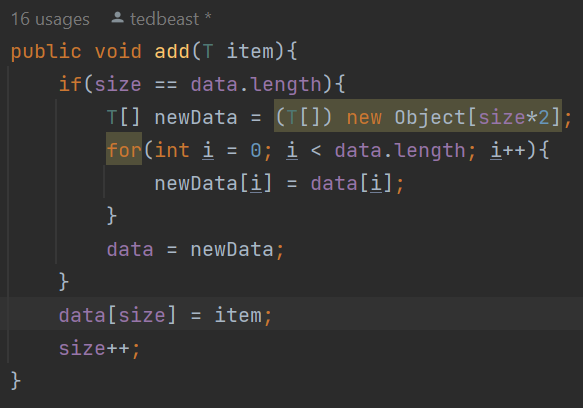 16 usages tedbeast *
public void add(T item){
if(size == data.length){
T[] newData = (T[]) new Object[size*2];
for(int i = 0; i < data.length; i++){
newData[i] = data[i];
}
data = newData;
}
data[size] = item;
size++;
}